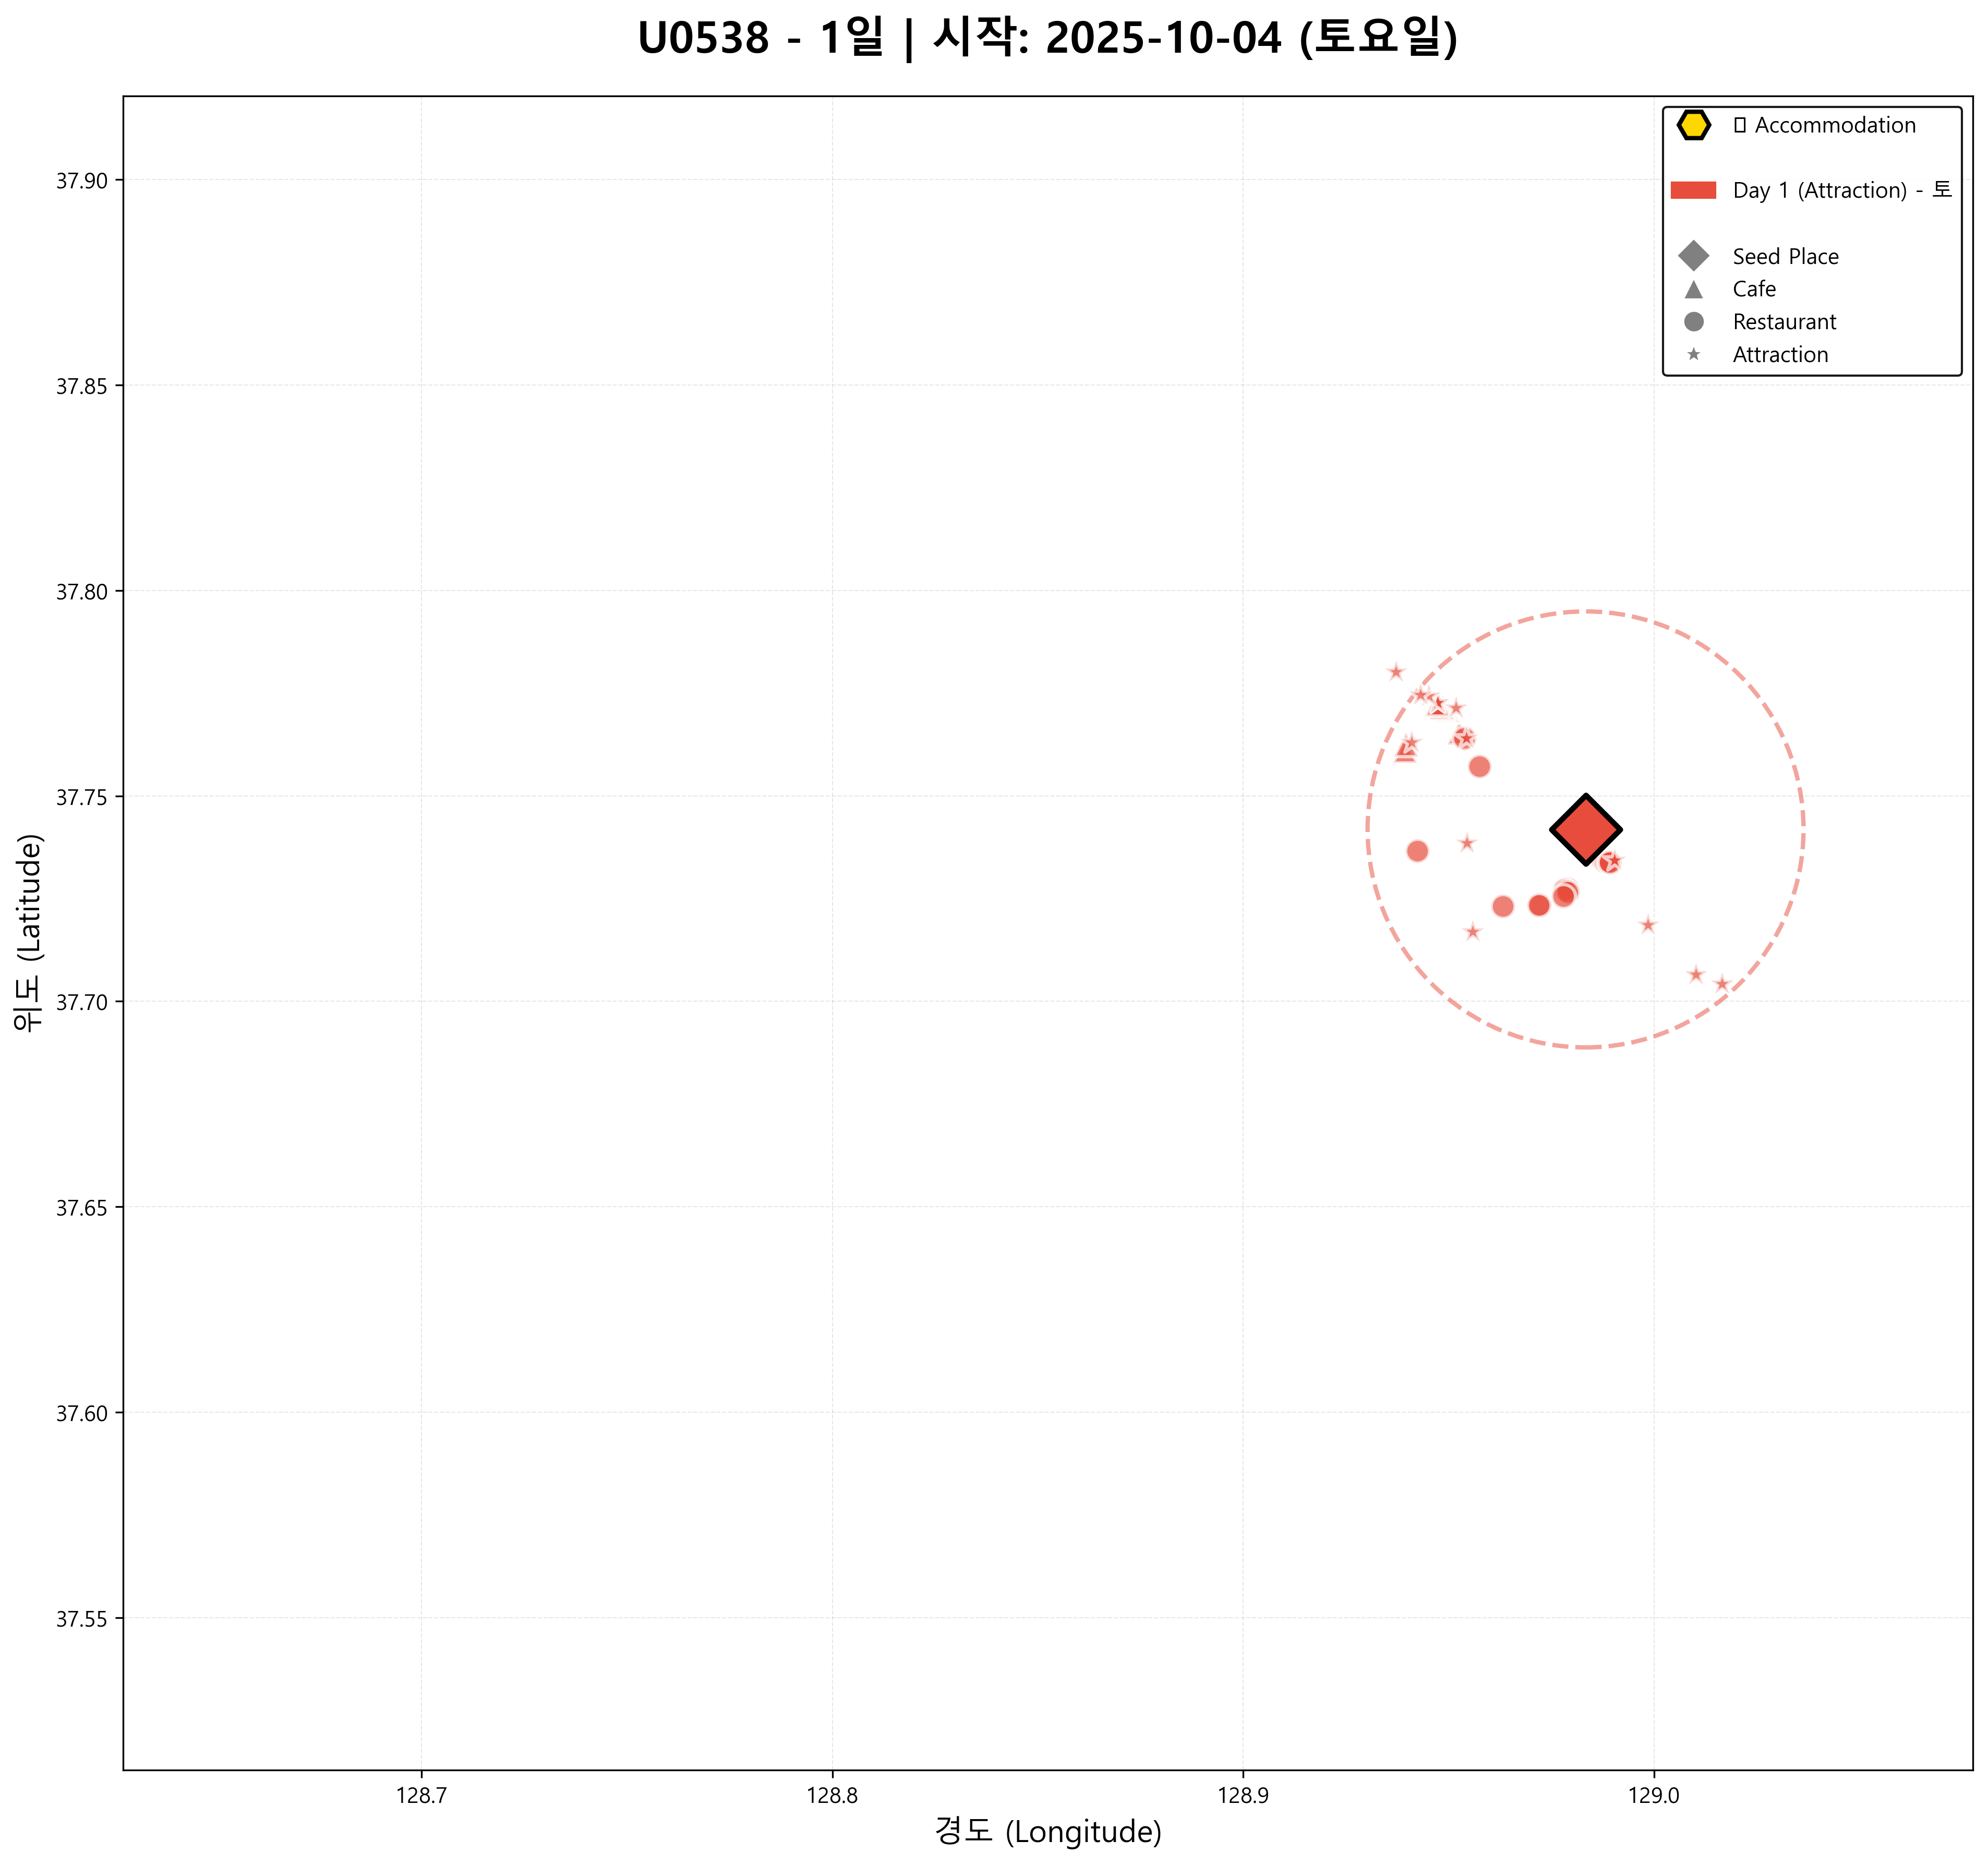 U0538 - 1일 | 시작: 2025-10-04 (토요일)
Accommodation
Day 1 (Attraction) - 토
Seed Place
Cafe
Restaurant
Attraction
37.90
37.85
37.80
37.75
37.70
37.65
37.60
37.55
위도 (Latitude)
128.7
128.8
128.9
129.0
경도 (Longitude)